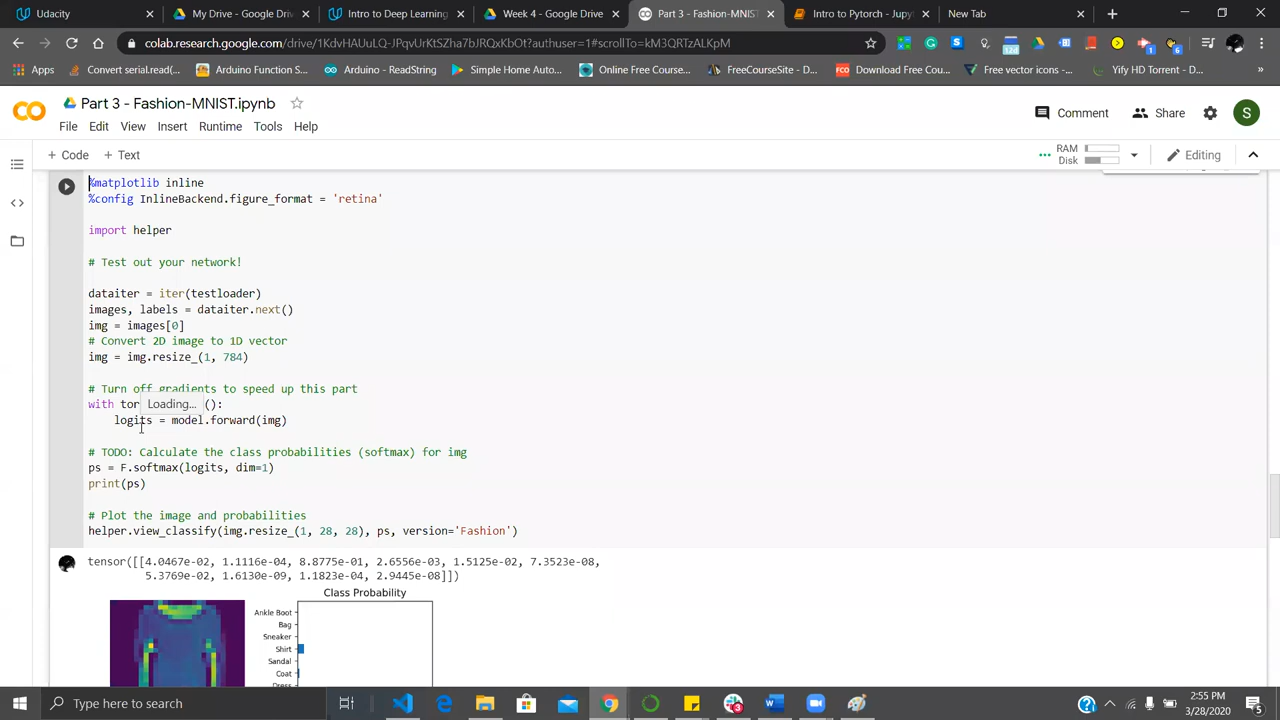 Udacity
My Drive - Google Drive
Intro to Deep Learning
Week 4 - Google Drive
Part 3 - Fashion-MNIST
Intro to Pytorch - Jupy
New Tab
colab.research.google.com/drive/1KdvHAUuLQ-JPqvUrKtSZha7bJRQxKbOt?authuser=1#scrollTo=kM3QRTzALKpM
Apps
Convert serial.read(...
Arduino Function S...
Arduino - ReadString
Simple Home Auto...
Online Free Course...
FreeCourseSite - D...
Download Free Cou...
Free vector icons -...
Yify HD Torrent - D...
Part 3 - Fashion-MNIST.ipynb
Comment
Share
S
File Edit View Insert Runtime Tools Help
+ Code + Text
RAM
Disk
Editing
%matplotlib inline
%config InlineBackend.figure_format = 'retina'
import helper
# Test out your network!
dataiter = iter(testloader)
images, labels = dataiter.next()
img = images[0]
# Convert 2D image to 1D vector
img = img.resize_(1, 784)
# Turn off gradients to speed up this part
with tor Loading... ():
logits = model.forward(img)
# TODO: Calculate the class probabilities (softmax) for img
ps = F.softmax(logits, dim=1)
print(ps)
# Plot the image and probabilities
helper.view_classify(img.resize_(1, 28, 28), ps, version='Fashion')
tensor([[4.0467e-02, 1.1116e-04, 8.8775e-01, 2.6556e-03, 1.5125e-02, 7.3523e-08,
5.3769e-02, 1.6130e-09, 1.1823e-04, 2.9445e-08]])
Class Probability
Ankle Boot
Bag
Sneaker
Shirt
Sandal
Coat
Dress
Type here to search
2:55 PM
3/28/2020